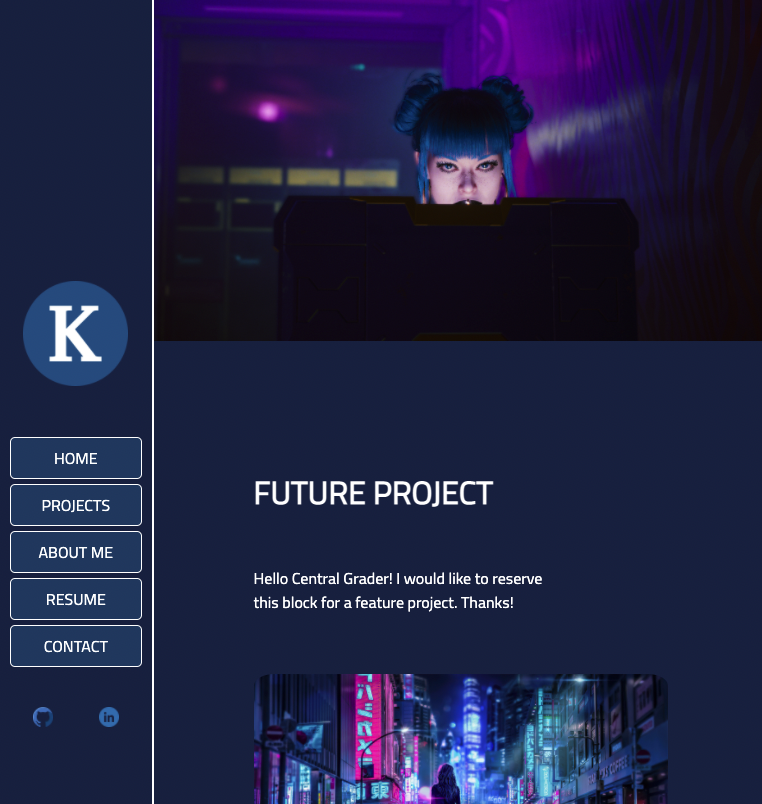 K
HOME
PROJECTS
ABOUT ME
RESUME
CONTACT
in
FUTURE PROJECT
Hello Central Grader! I would like to reserve
this block for a feature project. Thanks!